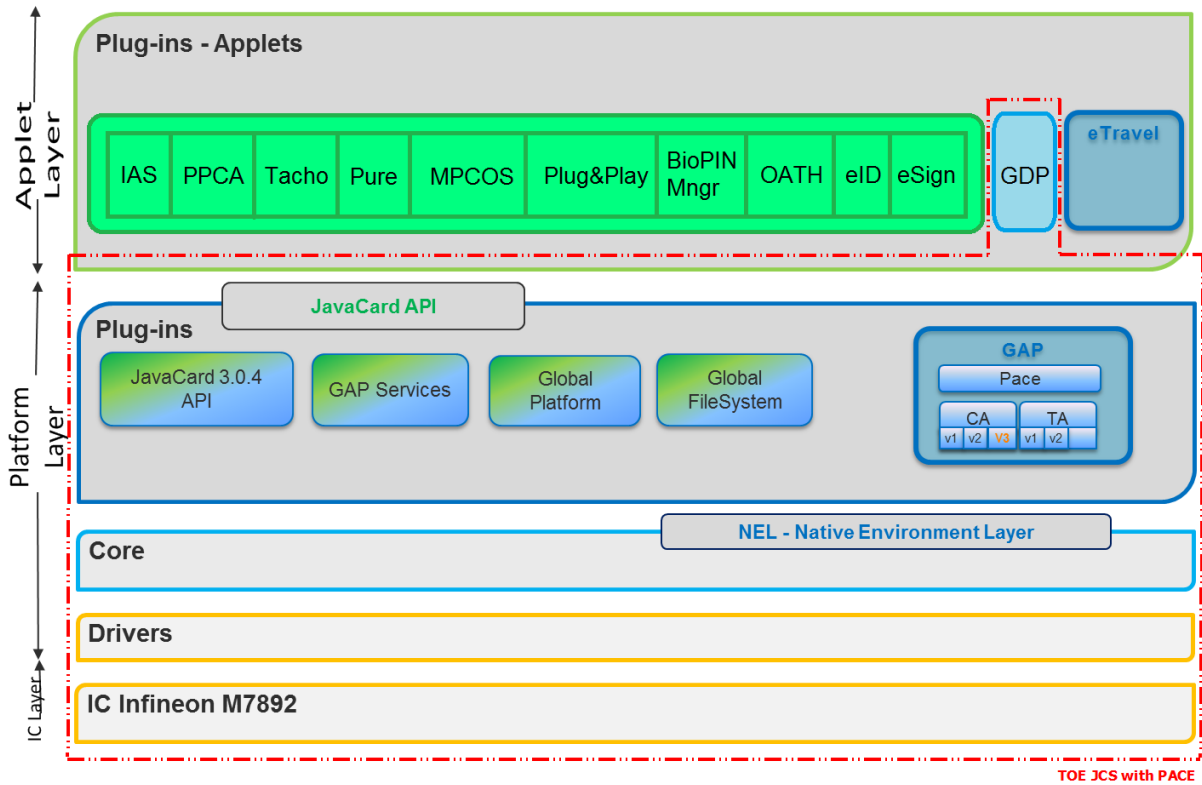 Applet
Layer
Plug-ins - Applets
IAS
PPCA
Tacho
Pure
MPCOS
Plug&Play
BioPIN
Mngr
OATH
eID
eSign
GDP
eTravel
Platform
Layer
JavaCard API
Plug-ins
JavaCard 3.0.4
API
GAP Services
Global
Platform
Global
FileSystem
GAP
Pace
CA
TA
v1
v2
V3
v1
v2
NEL - Native Environment Layer
Core
Drivers
IC Layer
IC Infineon M7892
TOE JCS with PACE